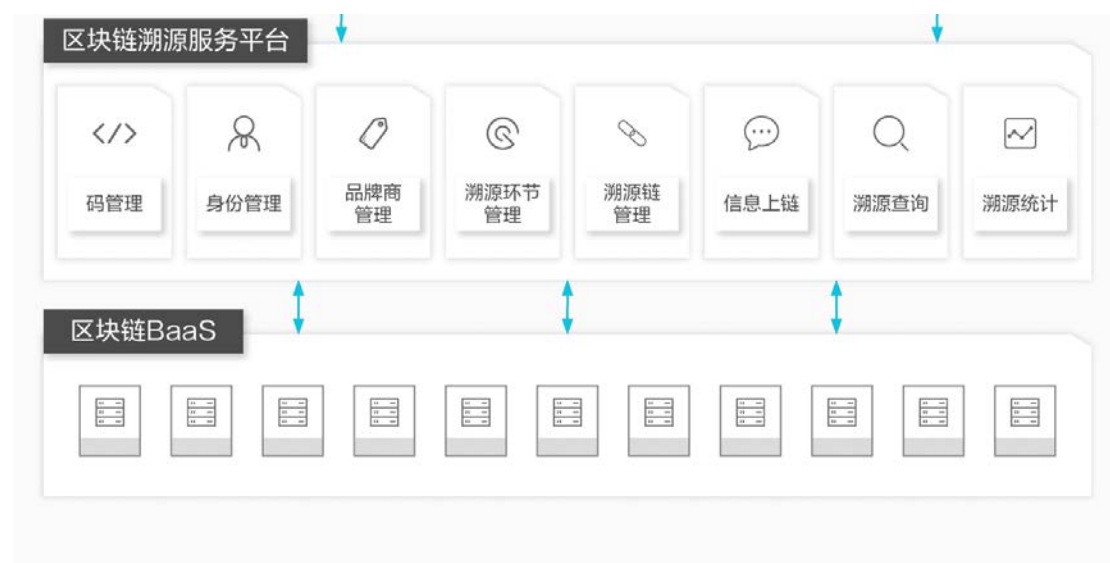 区块链溯源服务平台
码管理
身份管理
品牌商
管理
溯源环节
管理
溯源链
管理
信息上链
溯源查询
溯源统计
区块链BaaS